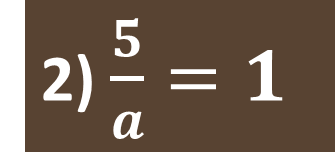 2) 5/a = 1